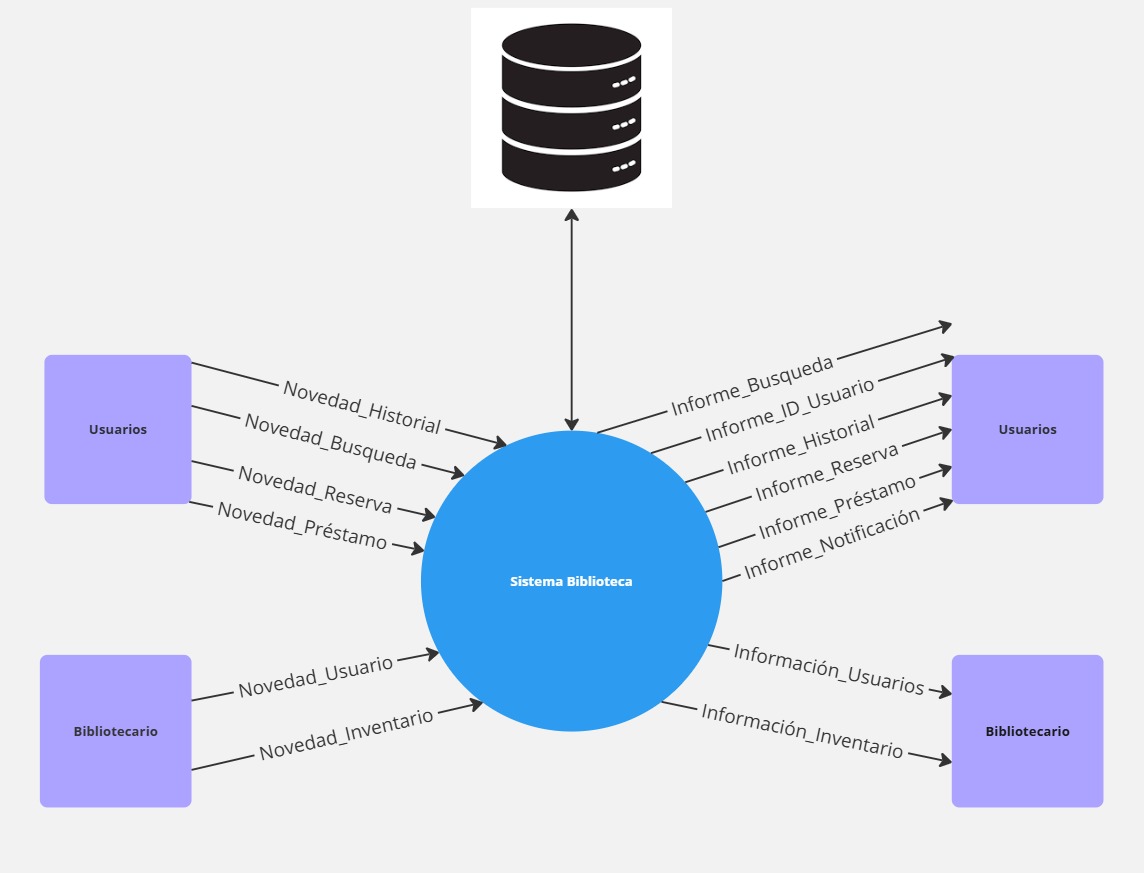 Usuarios
Novedad_Historial
Novedad_Busqueda
Novedad_Reserva
Novedad_Préstamo
Bibliotecario
Novedad_Usuario
Novedad_Inventario
Sistema Biblioteca
Informe_Busqueda
Informe_ID_Usuario
Informe_Historial
Informe_Reserva
Informe_Préstamo
Informe_Notificación
Usuarios
Información_Usuarios
Información_Inventario
Bibliotecario